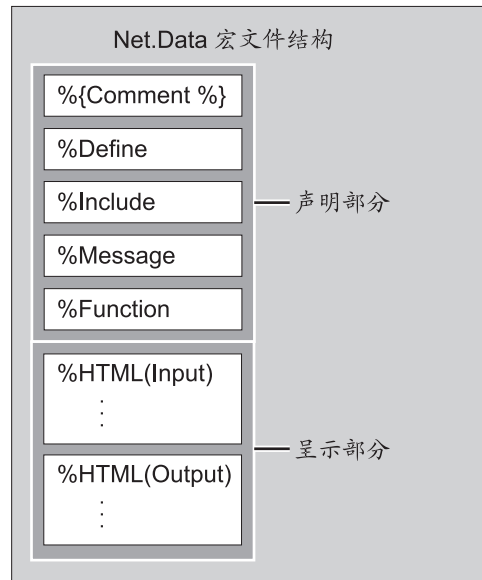 Net.Data 宏文件结构
%{Comment %}
%Define
%Include
声明部分
%Message
%Function
%HTML(Input)
呈示部分
%HTML(Output)